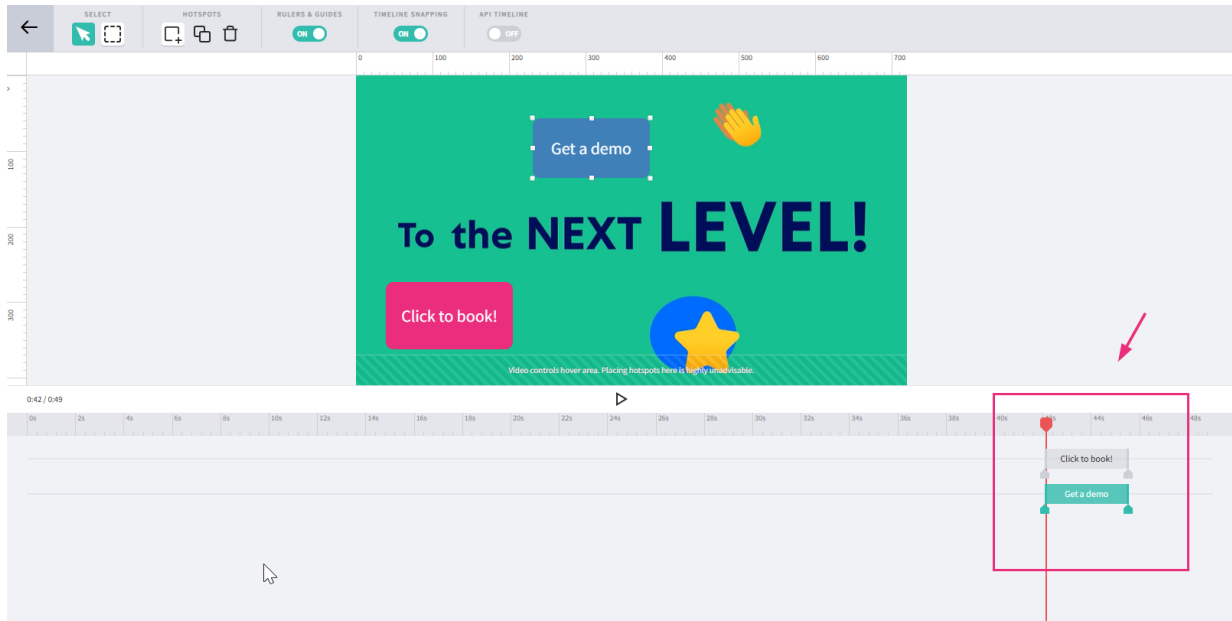 SELECT HOTSPOTS RULERS & GUIDES TIMELINE SNAPPING API TIMELINE
ON ON OFF
0 100 200 300 400 500 600 700
100
200
300
Get a demo
To the NEXT LEVEL!
Click to book!
Video controls hover area. Placing hotspots here is highly unadvisable.
0:42 / 0:49
0s 2s 4s 6s 8s 10s 12s 14s 16s 18s 20s 22s 24s 26s 28s 30s 32s 34s 36s 38s 40s 44s 46s 48s
Click to book!
Get a demo